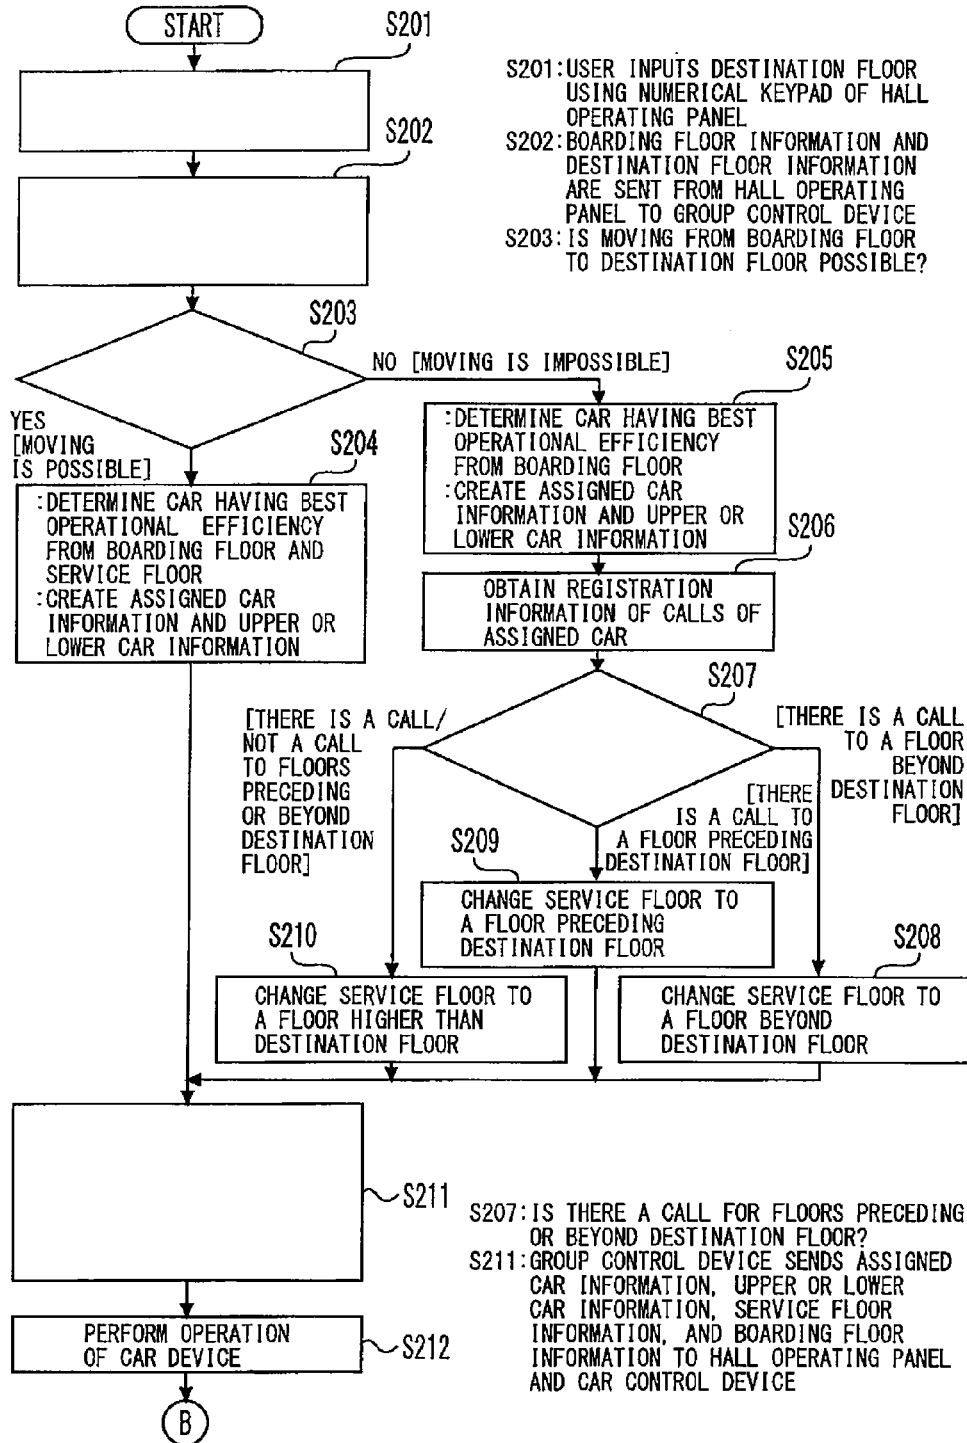 START
S201
S201:USER INPUTS DESTINATION FLOOR
USING NUMERICAL KEYPAD OF HALL
OPERATING PANEL
S202:BOARDING FLOOR INFORMATION AND
DESTINATION FLOOR INFORMATION
ARE SENT FROM HALL OPERATING
PANEL TO GROUP CONTROL DEVICE
S203:IS MOVING FROM BOARDING FLOOR
TO DESTINATION FLOOR POSSIBLE?
S202
S203
NO [MOVING IS IMPOSSIBLE]
S205
YES
[MOVING
IS POSSIBLE]
S204
:DETERMINE CAR HAVING BEST
OPERATIONAL EFFICIENCY
FROM BOARDING FLOOR AND
SERVICE FLOOR
:CREATE ASSIGNED CAR
INFORMATION AND UPPER OR
LOWER CAR INFORMATION
:DETERMINE CAR HAVING BEST
OPERATIONAL EFFICIENCY
FROM BOARDING FLOOR
:CREATE ASSIGNED CAR
INFORMATION AND UPPER OR
LOWER CAR INFORMATION
S206
OBTAIN REGISTRATION
INFORMATION OF CALLS OF
ASSIGNED CAR
S207
[THERE IS A CALL/
NOT A CALL
TO FLOORS
PRECEDING
OR BEYOND
DESTINATION
FLOOR]
[THERE IS A CALL
TO A FLOOR
BEYOND
DESTINATION
FLOOR]
[THERE
IS A CALL TO
A FLOOR PRECEDING
DESTINATION FLOOR]
S209
CHANGE SERVICE FLOOR TO
A FLOOR PRECEDING
DESTINATION FLOOR
S210
CHANGE SERVICE FLOOR TO
A FLOOR HIGHER THAN
DESTINATION FLOOR
S208
CHANGE SERVICE FLOOR TO
A FLOOR BEYOND
DESTINATION FLOOR
S211
S207:IS THERE A CALL FOR FLOORS PRECEDING
OR BEYOND DESTINATION FLOOR?
S211:GROUP CONTROL DEVICE SENDS ASSIGNED
CAR INFORMATION, UPPER OR LOWER
CAR INFORMATION, SERVICE FLOOR
INFORMATION, AND BOARDING FLOOR
INFORMATION TO HALL OPERATING PANEL
AND CAR CONTROL DEVICE
PERFORM OPERATION
OF CAR DEVICE
S212
B